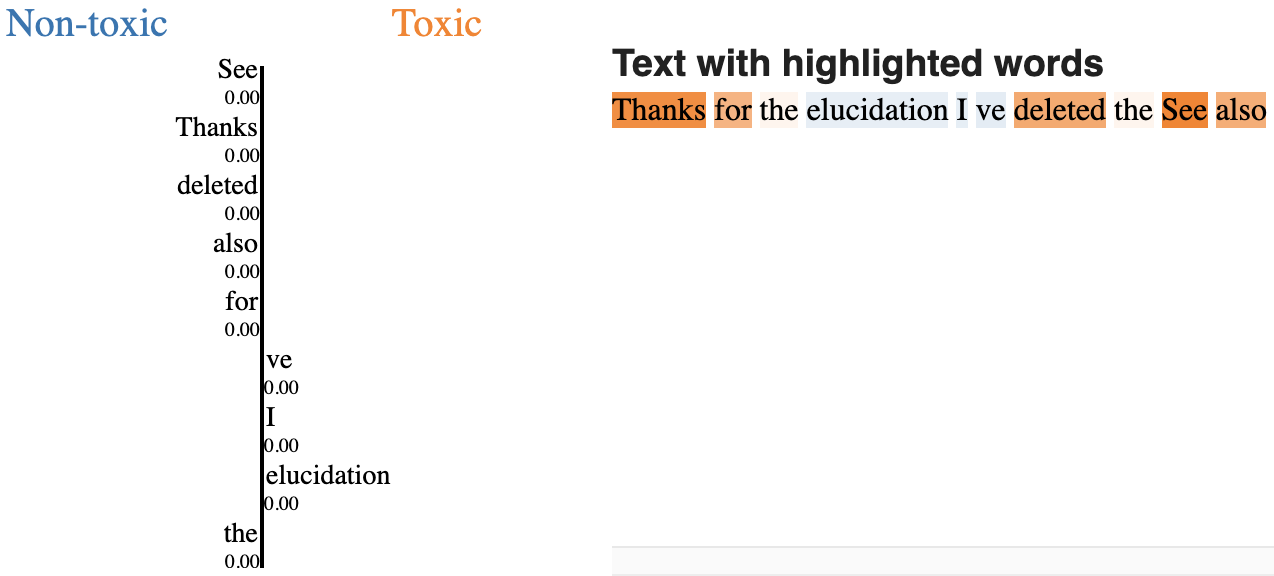 Non-toxic Toxic
See
0.00
Thanks
0.00
deleted
0.00
also
0.00
for
0.00
ve
0.00
I
0.00
elucidation
0.00
the
0.00
Text with highlighted words
Thanks for the elucidation I ve deleted the See also